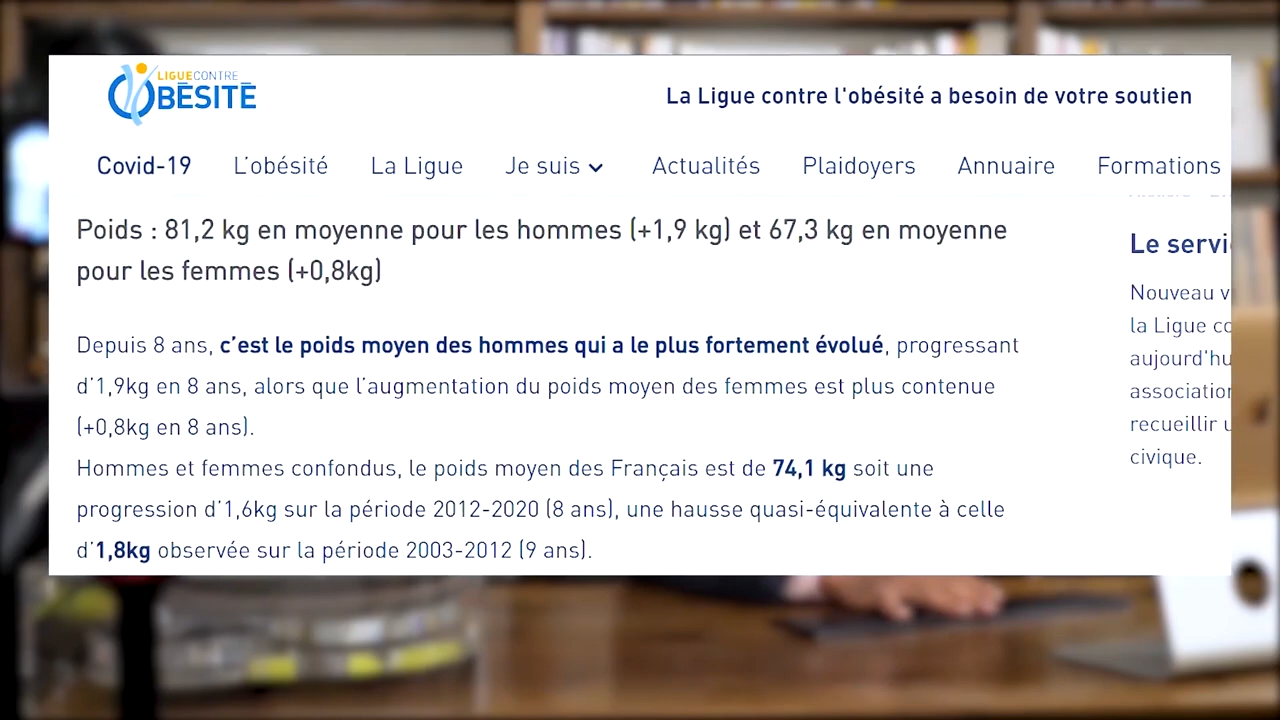 LIGUECONTRE
OBÉSITÉ
La Ligue contre l'obésité a besoin de votre soutien
Covid-19 L'obésité La Ligue Je suis Actualités Plaidoyers Annuaire Formations
Poids : 81,2 kg en moyenne pour les hommes (+1,9 kg) et 67,3 kg en moyenne
pour les femmes (+0,8kg)
Depuis 8 ans, c'est le poids moyen des hommes qui a le plus fortement évolué, progressant
d'1,9kg en 8 ans, alors que l'augmentation du poids moyen des femmes est plus contenue
(+0,8kg en 8 ans).
Hommes et femmes confondus, le poids moyen des Français est de 74,1 kg soit une
progression d'1,6kg sur la période 2012-2020 (8 ans), une hausse quasi-équivalente à celle
d'1,8kg observée sur la période 2003-2012 (9 ans).
Le servi
Nouveau v
la Ligue co
aujourd'hu
association
recueillir u
civique.